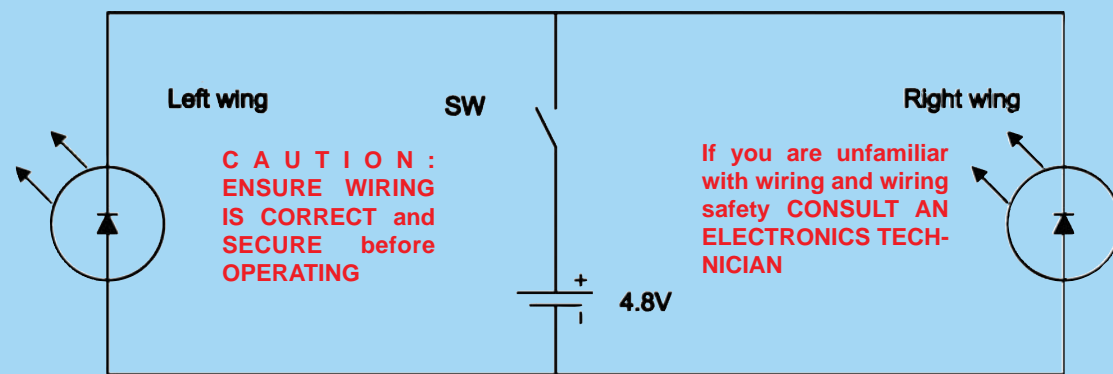 Left wing
SW
Right wing
C A U T I O N :
ENSURE WIRING
IS CORRECT and
SECURE before
OPERATING
If you are unfamiliar
with wiring and wiring
safety CONSULT AN
ELECTRONICS TECH-
NICIAN
+
4.8V
-